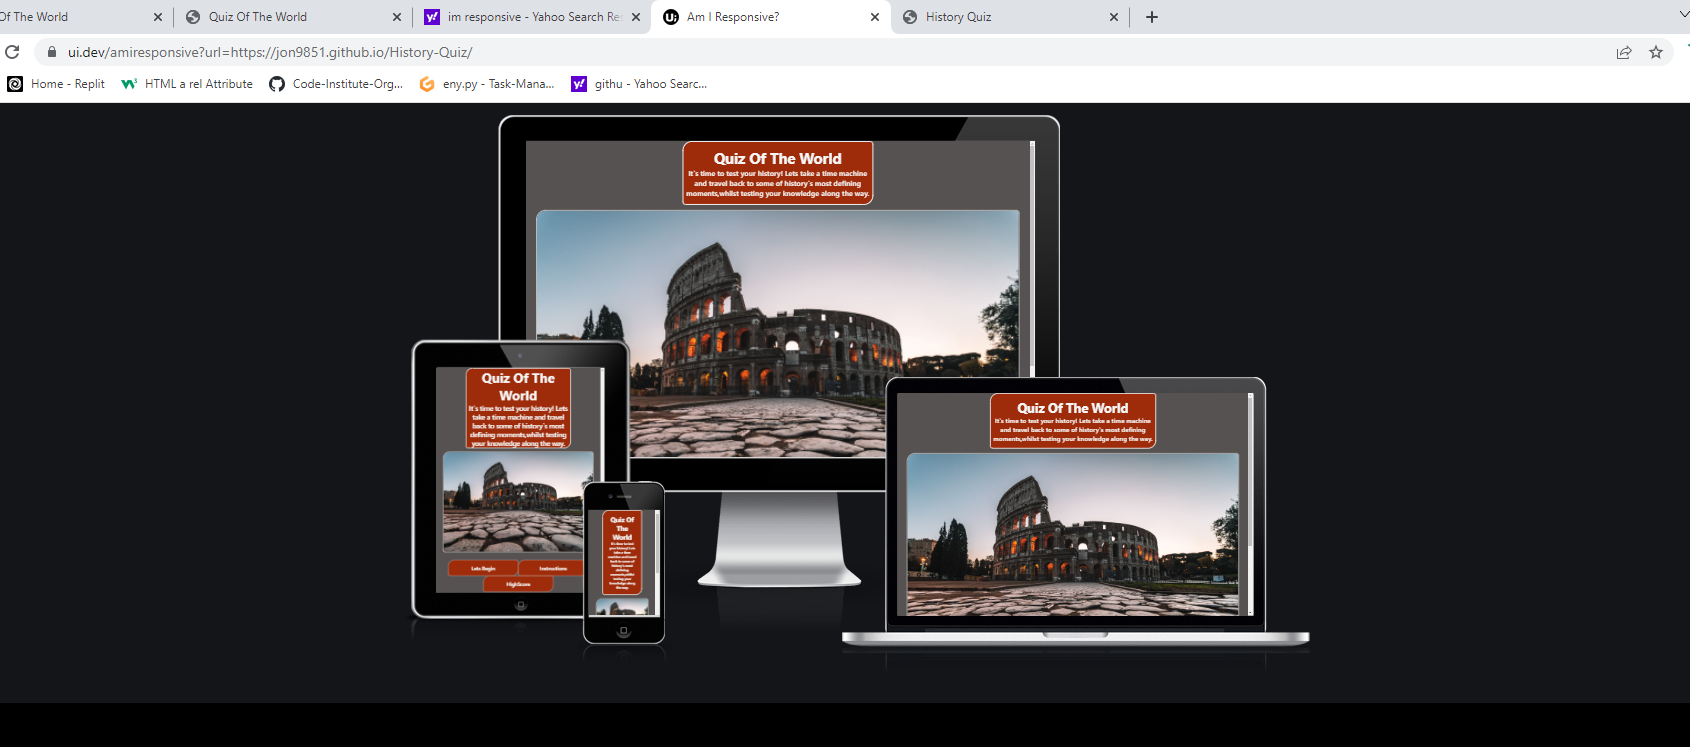 Of The World
Quiz Of The World
im responsive - Yahoo Search Res
Am I Responsive?
History Quiz
ui.dev/amiresponsive?url=https://jon9851.github.io/History-Quiz/
Home - Replit
HTML a rel Attribute
Code-Institute-Org...
eny.py - Task-Mana...
githu - Yahoo Searc...
Quiz Of The World
It's time to test your history! Lets take a time machine
and travel back to some of history's most defining
moments,whilst testing your knowledge along the way.
Quiz Of The
World
It's time to test your history! Lets
take a time machine and travel
back to some of history's most
defining moments,whilst testing
your knowledge along the way.
Lets Begin
Instructions
HighScore
Quiz Of
The
World
It's time to test
your history! Lets
take a time
machine and travel
back to some of
history's most
defining
moments,whilst
testing your
knowledge along
the way.
Quiz Of The World
It's time to test your history! Lets take a time machine
and travel back to some of history's most defining
moments,whilst testing your knowledge along the way.